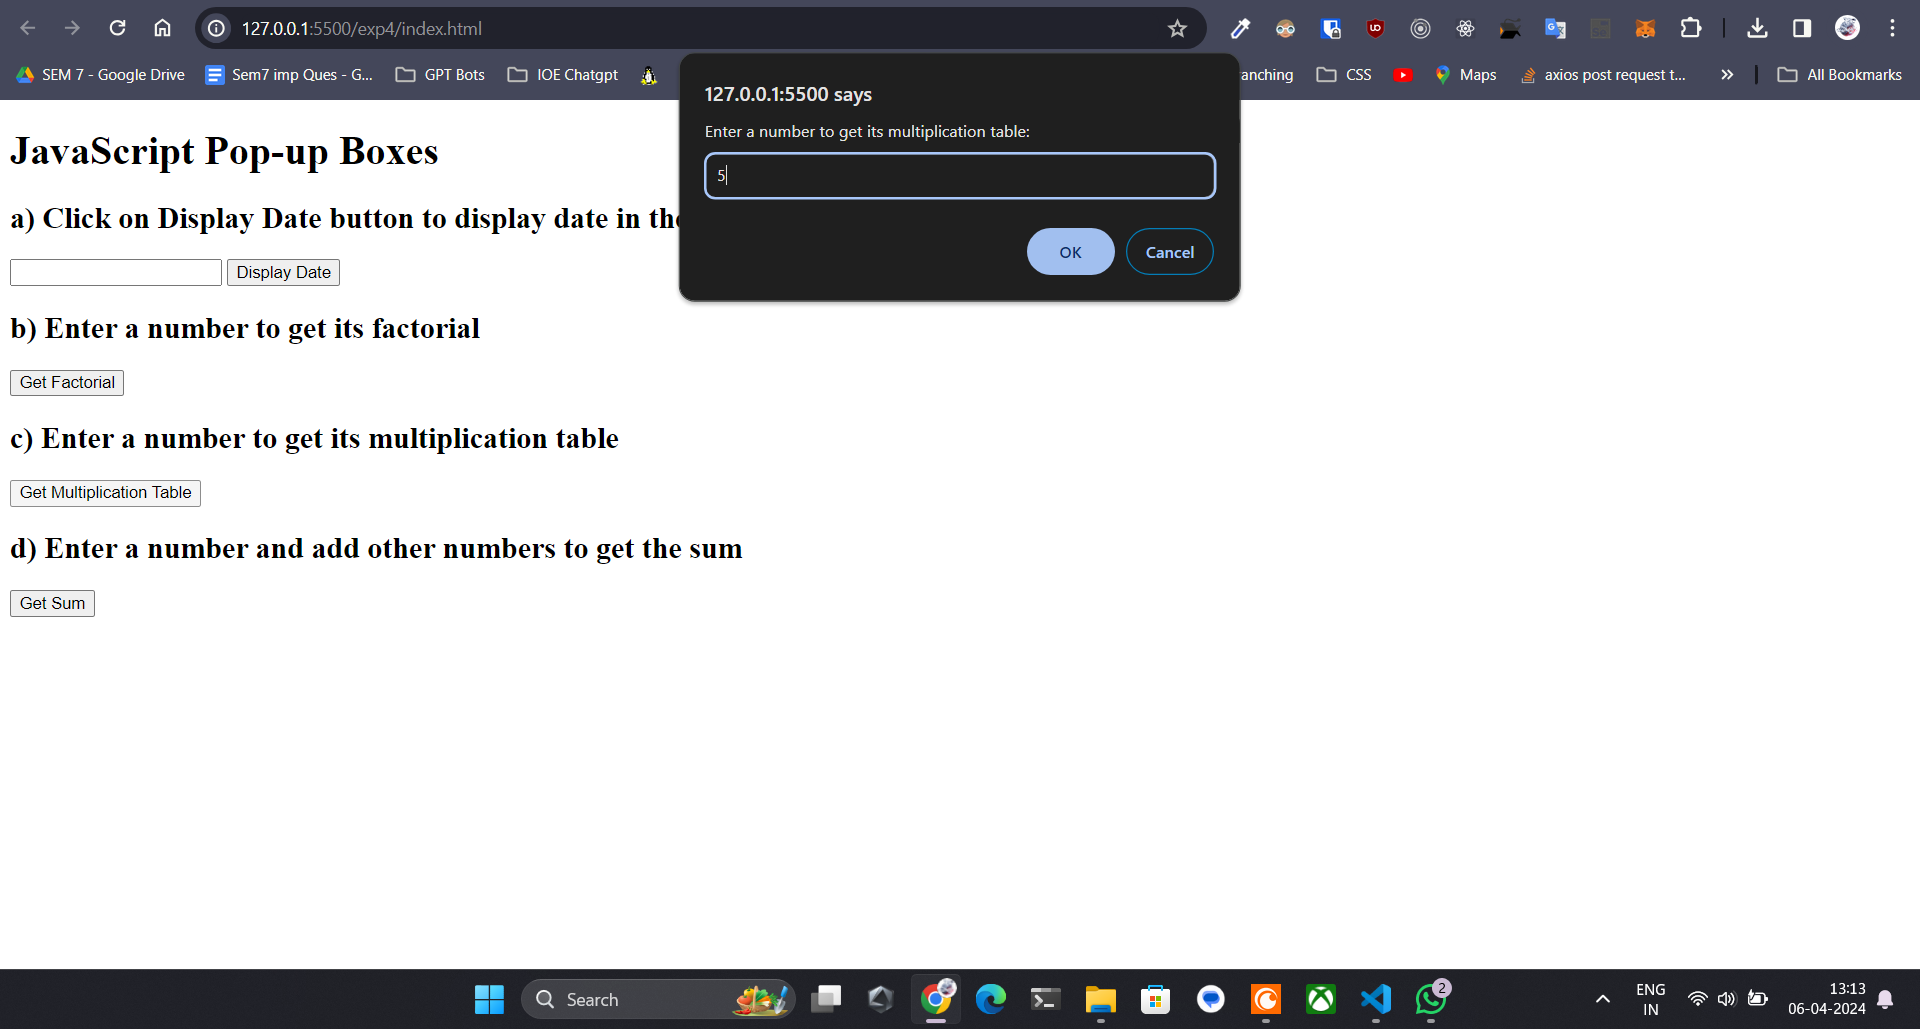 127.0.0.1:5500/exp4/index.html
SEM 7 - Google Drive
Sem7 imp Ques - G...
GPT Bots
IOE Chatgpt
anching
CSS
Maps
axios post request t...
All Bookmarks
127.0.0.1:5500 says
Enter a number to get its multiplication table:
5
OK
Cancel
JavaScript Pop-up Boxes
a) Click on Display Date button to display date in the
Display Date
b) Enter a number to get its factorial
Get Factorial
c) Enter a number to get its multiplication table
Get Multiplication Table
d) Enter a number and add other numbers to get the sum
Get Sum
Search
2
ENG
IN
13:13
06-04-2024